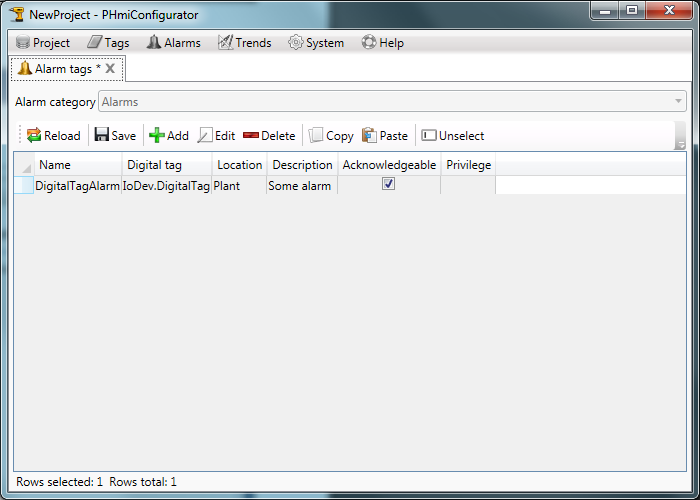 NewProject - PHmiConfigurator
Project Tags Alarms Trends System Help
Alarm tags * X
Alarm category Alarms
Reload Save Add Edit Delete Copy Paste Unselect
Name Digital tag Location Description Acknowledgeable Privilege
DigitalTagAlarm IoDev.DigitalTag Plant Some alarm
Rows selected: 1 Rows total: 1